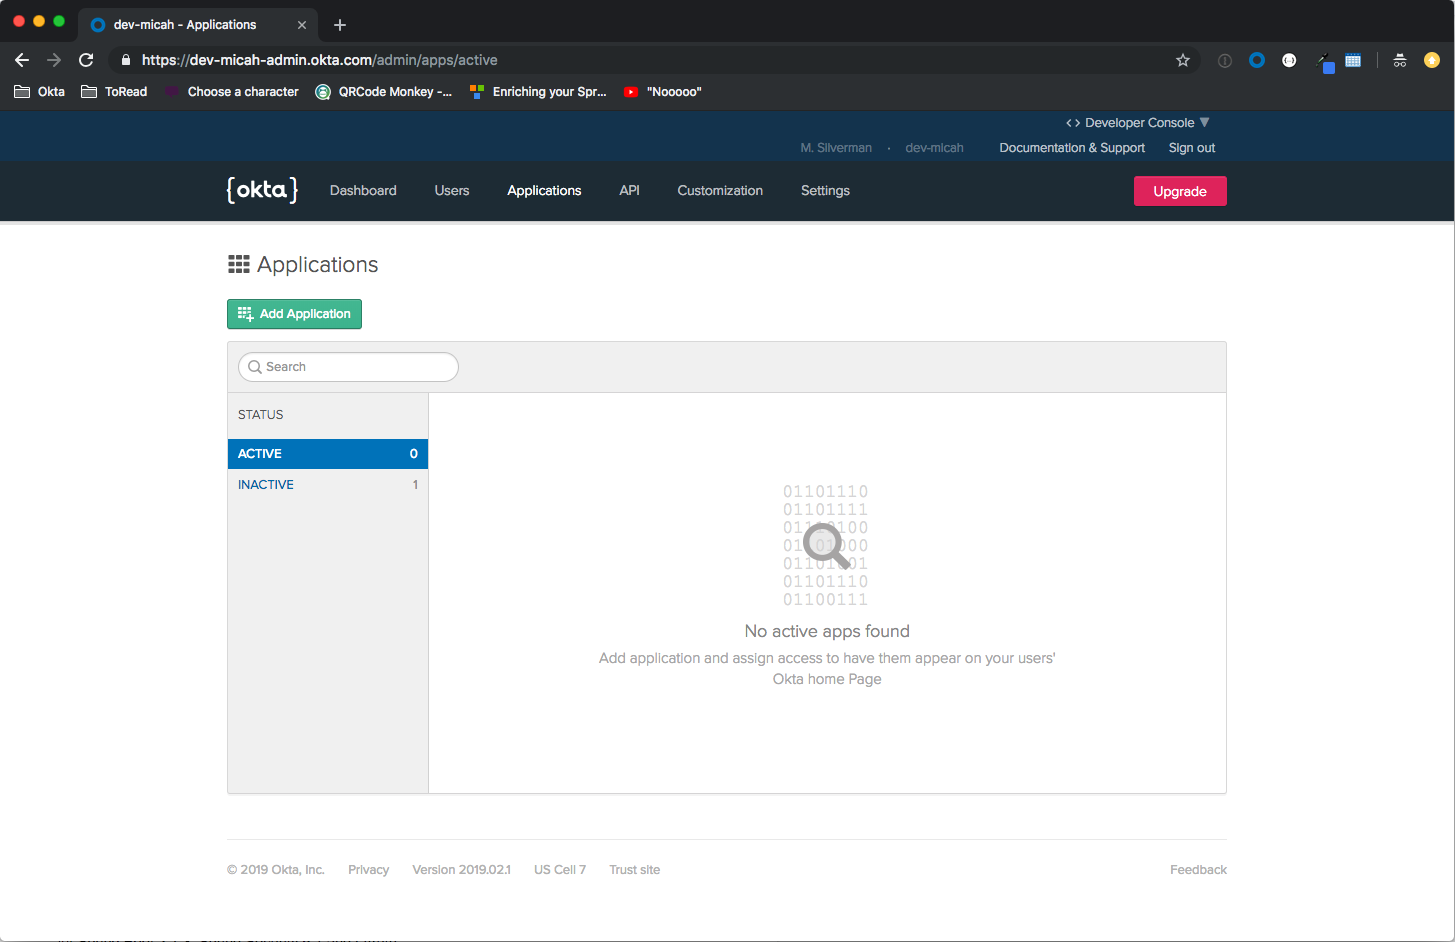 dev-micah - Applications
https://dev-micah-admin.okta.com/admin/apps/active
Okta ToRead Choose a character QRCode Monkey -... Enriching your Spr... "Nooooo"
<> Developer Console ▼
M. Silverman · dev-micah Documentation & Support Sign out
{okta} Dashboard Users Applications API Customization Settings Upgrade
Applications
Add Application
Search
STATUS
ACTIVE 0
INACTIVE 1
01101110
01101111
01100
01 01000
01101001
01101110
01100111
No active apps found
Add application and assign access to have them appear on your users'
Okta home Page
© 2019 Okta, Inc. Privacy Version 2019.02.1 US Cell 7 Trust site Feedback